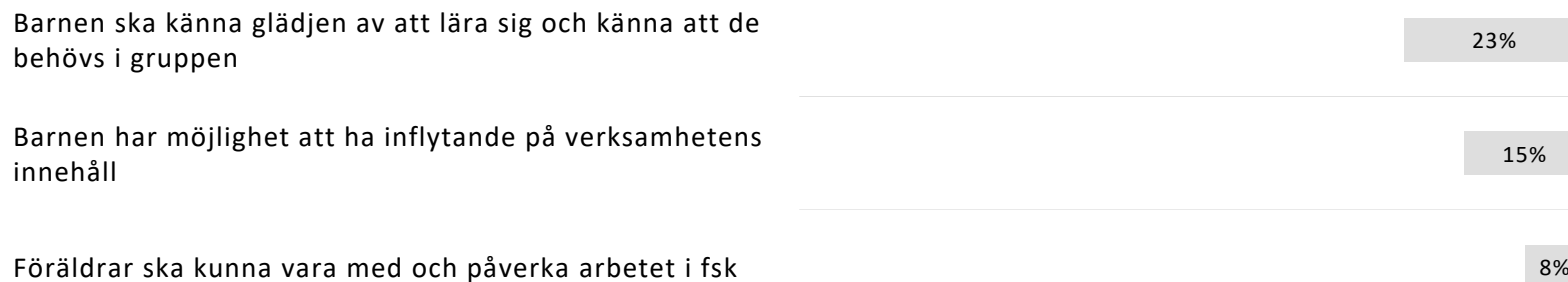 Barnen ska känna glädjen av att lära sig och känna att de
behövs i gruppen
23%
Barnen har möjlighet att ha inflytande på verksamhetens
innehåll
15%
Föräldrar ska kunna vara med och påverka arbetet i fsk
8%